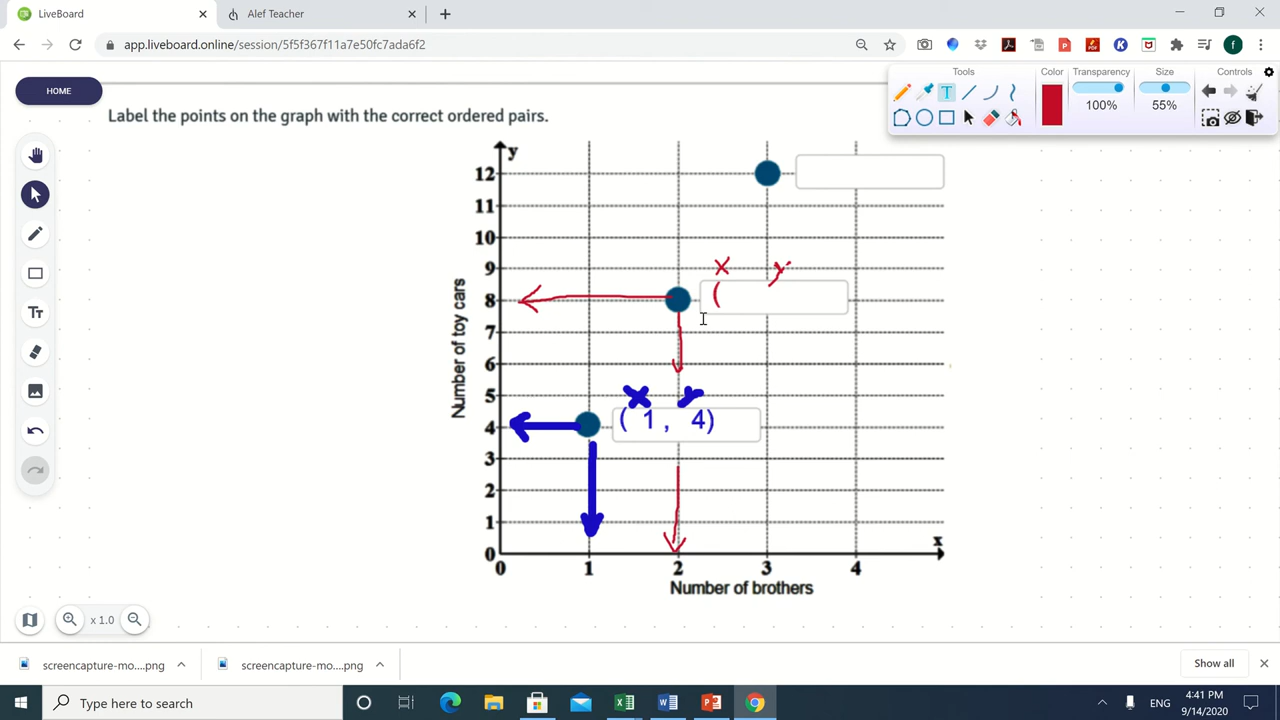 LiveBoard
Alef Teacher
app.liveboard.online/session/5f5f367f11a7e50fc7ada6f2
HOME
Tools
Color
Transparency
Size
Controls
T
100%
55%
Label the points on the graph with the correct ordered pairs.
y
12
11
10
9
x y
8
(
7
6
5
x y
4
( 1 , 4)
3
2
1
0
x
0 1 2 3 4
Number of toy cars
Number of brothers
Tт
x 1.0
screencapture-mo....png
screencapture-mo....png
Show all
Type here to search
ENG
4:41 PM
9/14/2020